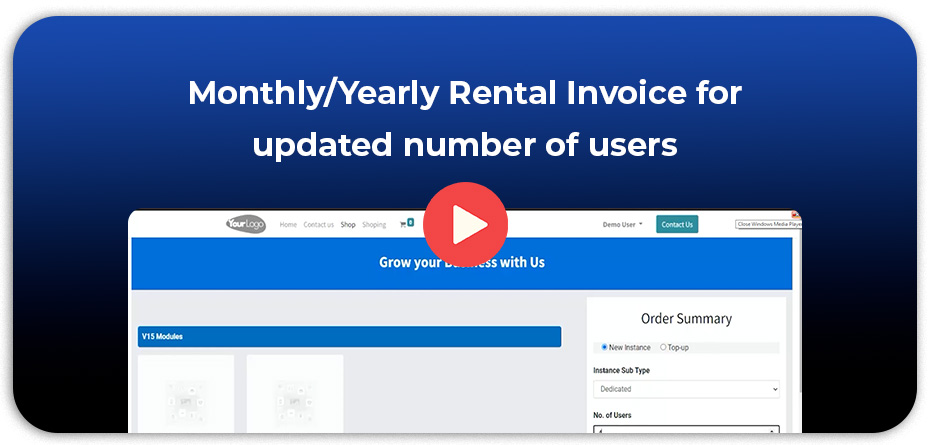 Monthly/Yearly Rental Invoice for
updated number of users
YourLogo Home Contact us Shop Shoping 0 Demo User Contact Us Close Windows Media Player
Grow your Business with Us
Order Summary
V15 Modules
New Instance Top-up
Instance Sub Type
Dedicated
No. of Users